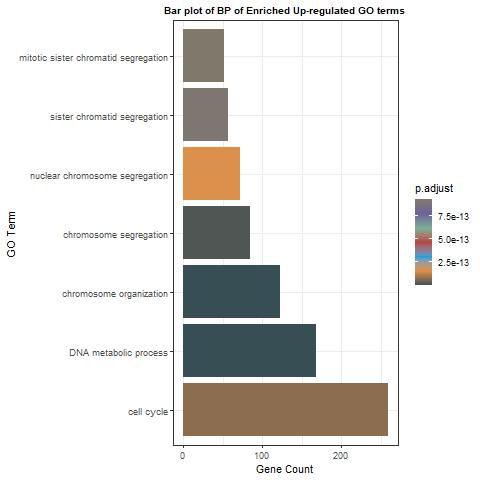 Bar plot of BP of Enriched Up-regulated GO terms
mitotic sister chromatid segregation
sister chromatid segregation
nuclear chromosome segregation
chromosome segregation
chromosome organization
DNA metabolic process
cell cycle
GO Term
0 100 200
Gene Count
p.adjust
7.5e-13
5.0e-13
2.5e-13